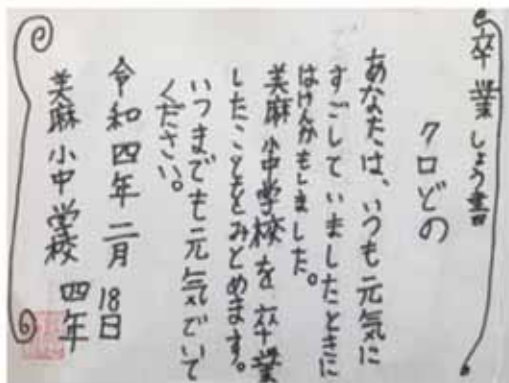 卒業しょう書
クロどの
あなたは、いつも元気に
すごしていましたときに
はけんかもしました。
美麻小中学校を卒業
したことをみとめます。
いつまでも元気でいて
ください。
令和四年二月
18日
美麻小中学校 四年